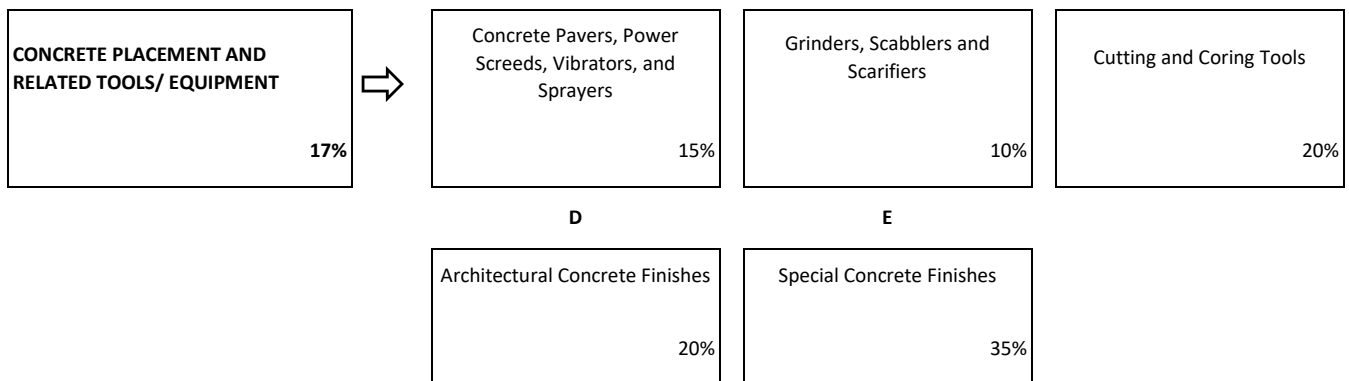 CONCRETE PLACEMENT AND
RELATED TOOLS/ EQUIPMENT
17%
Concrete Pavers, Power
Screeds, Vibrators, and
Sprayers
15%
Grinders, Scabblers and
Scarifiers
10%
Cutting and Coring Tools
20%
D
E
Architectural Concrete Finishes
20%
Special Concrete Finishes
35%